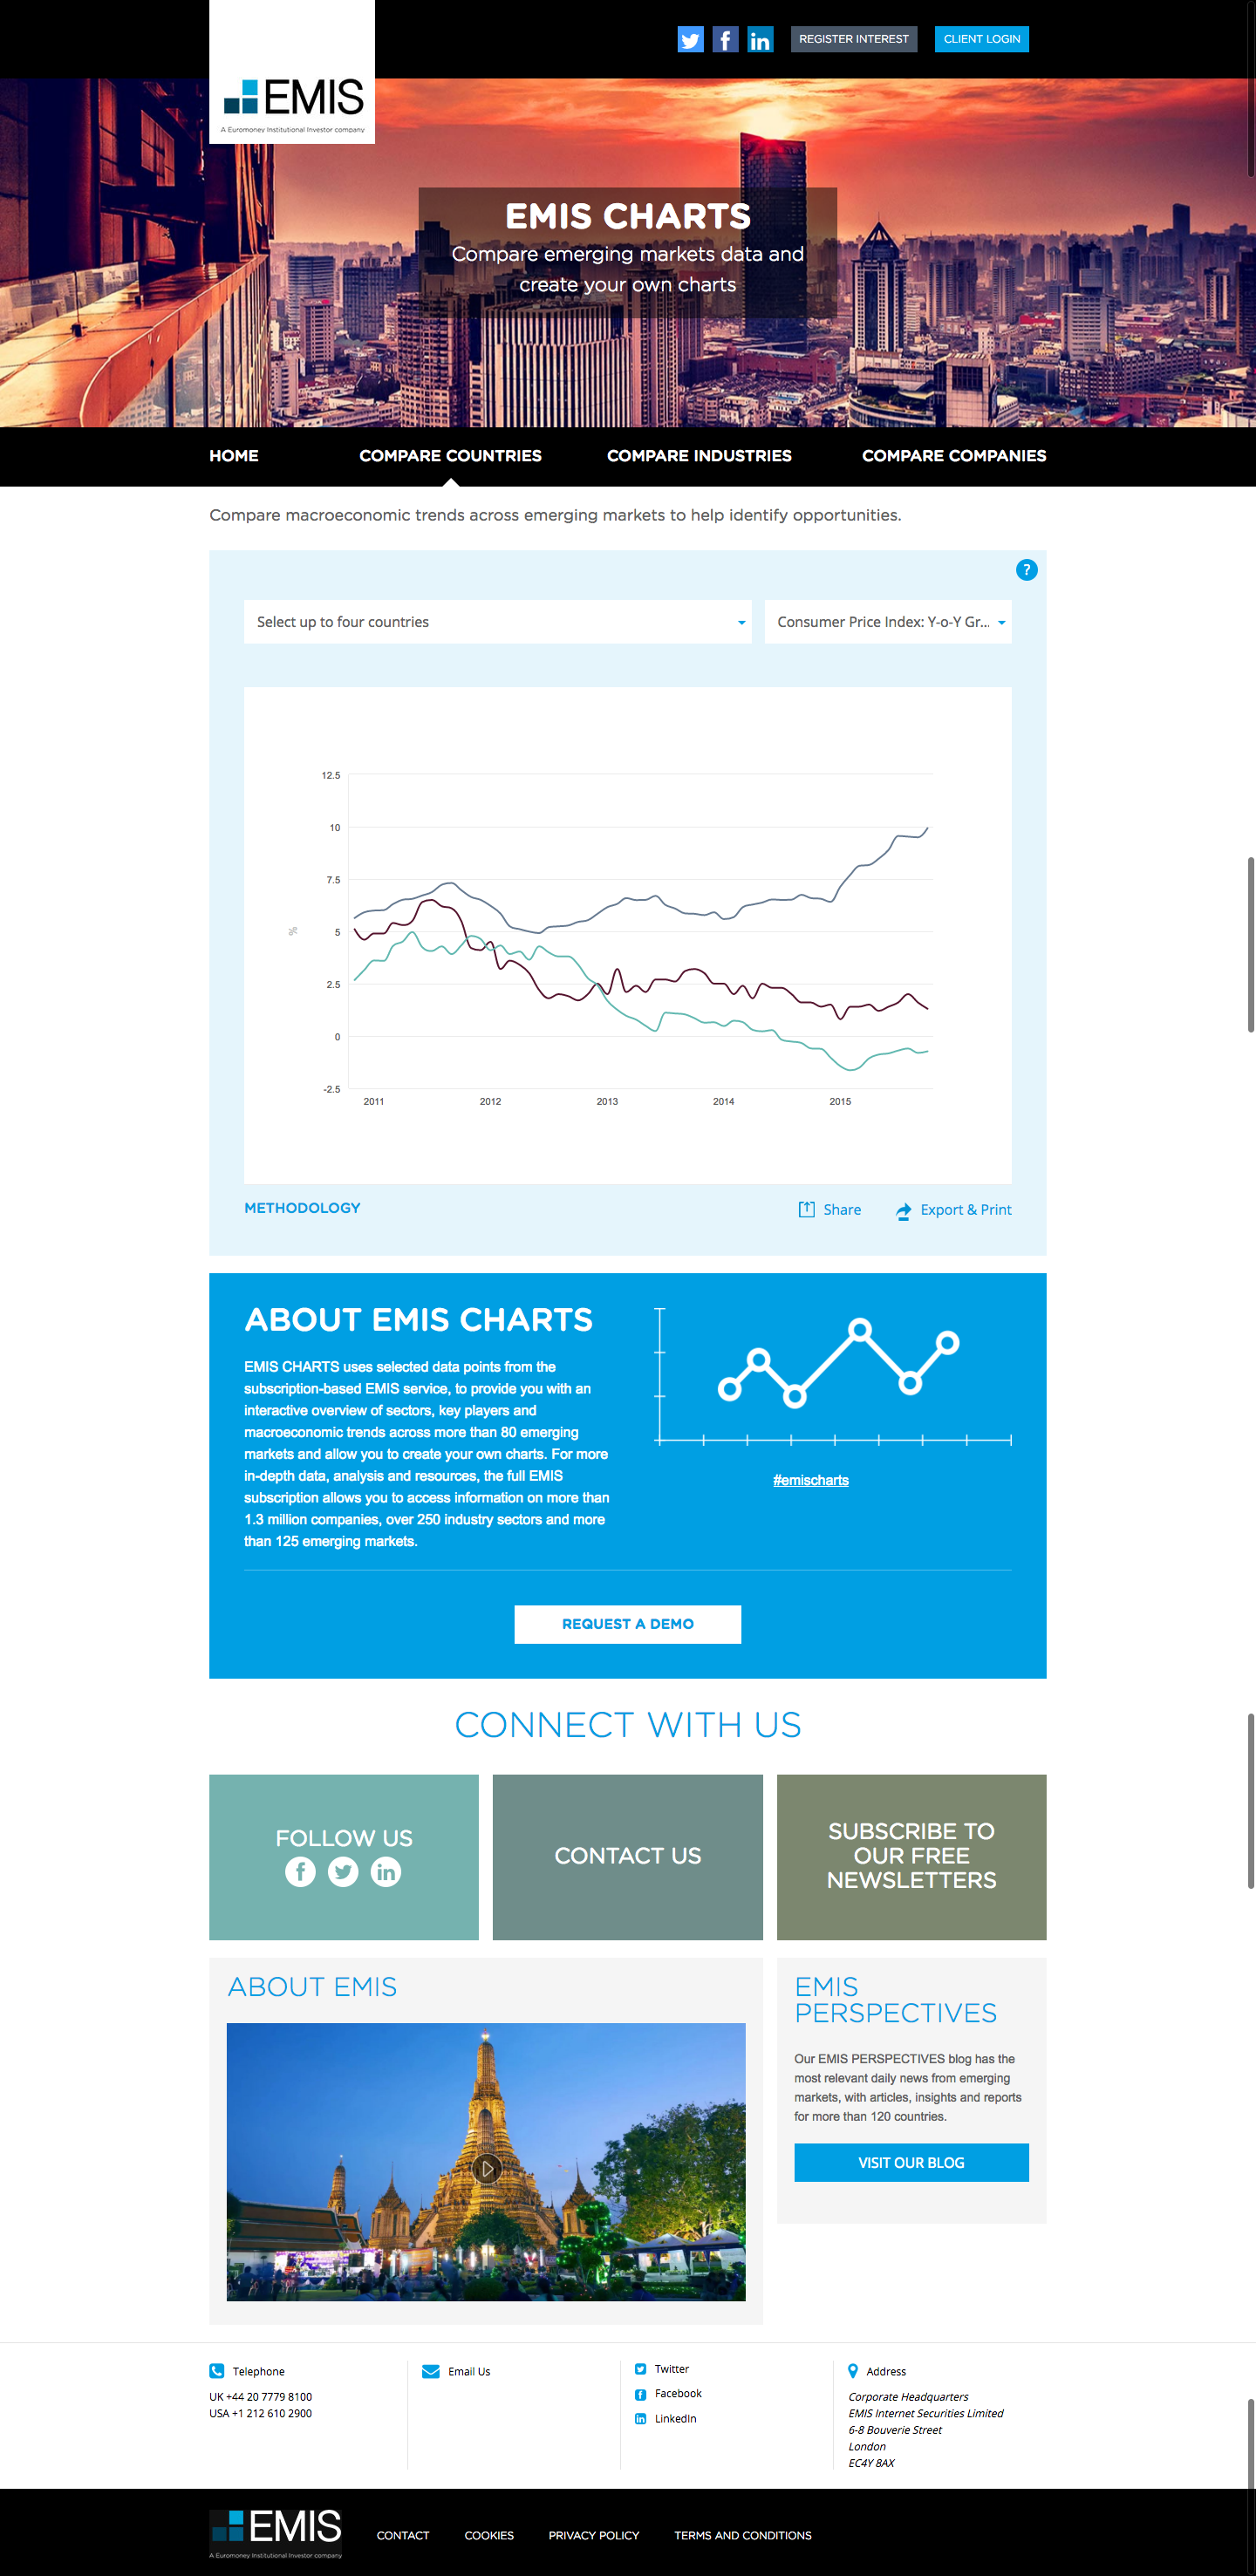 EMIS
A Euromoney Institutional Investor company
REGISTER INTEREST
CLIENT LOGIN
EMIS CHARTS
Compare emerging markets data and
create your own charts
HOME
COMPARE COUNTRIES
COMPARE INDUSTRIES
COMPARE COMPANIES
Compare macroeconomic trends across emerging markets to help identify opportunities.
?
Select up to four countries
Consumer Price Index: Y-o-Y Gr...
12.5
10
7.5
%
5
2.5
0
-2.5
2011
2012
2013
2014
2015
METHODOLOGY
Share
Export & Print
ABOUT EMIS CHARTS
EMIS CHARTS uses selected data points from the
subscription-based EMIS service, to provide you with an
interactive overview of sectors, key players and
macroeconomic trends across more than 80 emerging
markets and allow you to create your own charts. For more
in-depth data, analysis and resources, the full EMIS
subscription allows you to access information on more than
1.3 million companies, over 250 industry sectors and more
than 125 emerging markets.
#emischarts
REQUEST A DEMO
CONNECT WITH US
FOLLOW US
CONTACT US
SUBSCRIBE TO
OUR FREE
NEWSLETTERS
ABOUT EMIS
EMIS
PERSPECTIVES
Our EMIS PERSPECTIVES blog has the
most relevant daily news from emerging
markets, with articles, insights and reports
for more than 120 countries.
VISIT OUR BLOG
Telephone
UK +44 20 7779 8100
USA +1 212 610 2900
Email Us
Twitter
Facebook
LinkedIn
Address
Corporate Headquarters
EMIS Internet Securities Limited
6-8 Bouverie Street
London
EC4Y 8AX
EMIS
A Euromoney Institutional Investor company
CONTACT
COOKIES
PRIVACY POLICY
TERMS AND CONDITIONS